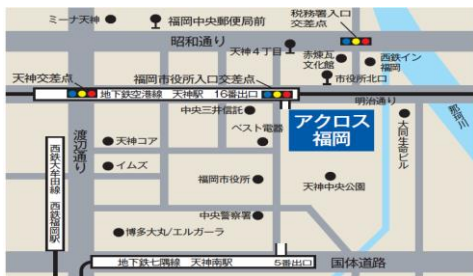 ミーナ天神
福岡中央郵便局前
税務署入口
交差点
昭和通り
天神4丁目
赤煉瓦
文化館
西鉄イン
福岡
市役所北口
天神交差点
福岡市役所入口交差点
地下鉄空港線 天神駅 16番出口
明治通り
那珂川
中央三井信託
ベスト電器
アクロス
福岡
大同生命ビル
渡辺通り
天神コア
イムズ
西鉄大牟田線 西鉄福岡駅
福岡市役所
天神中央公園
中央警察署
博多大丸/エルガーラ
地下鉄七隈線 天神南駅 5番出口
国体道路